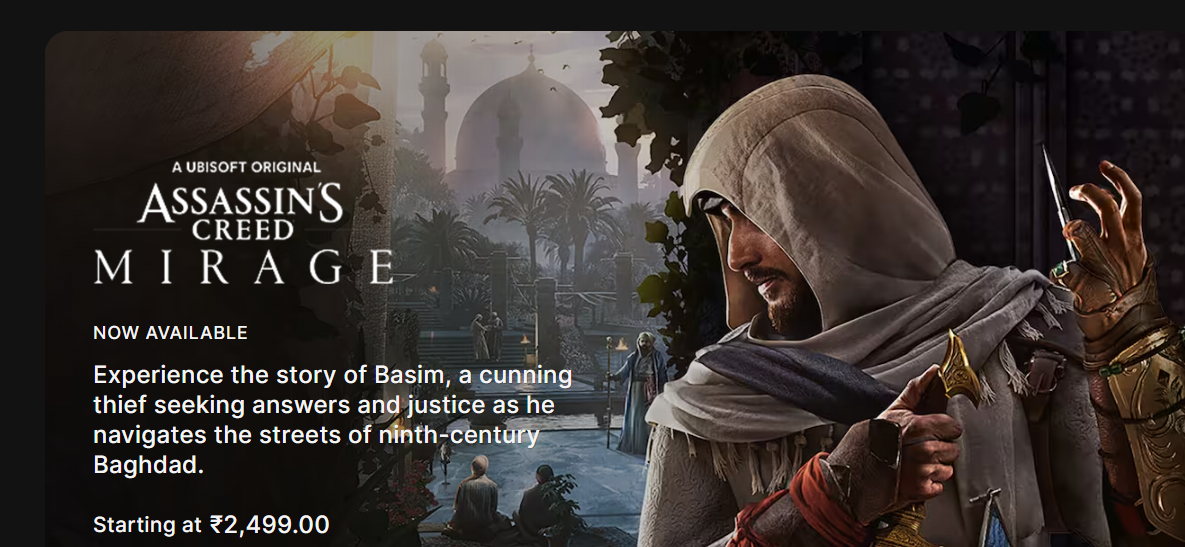 A UBISOFT ORIGINAL
ASSASSIN'S
CREED
MIRAGE
NOW AVAILABLE
Experience the story of Basim, a cunning
thief seeking answers and justice as he
navigates the streets of ninth-century
Baghdad.
Starting at ₹2,499.00